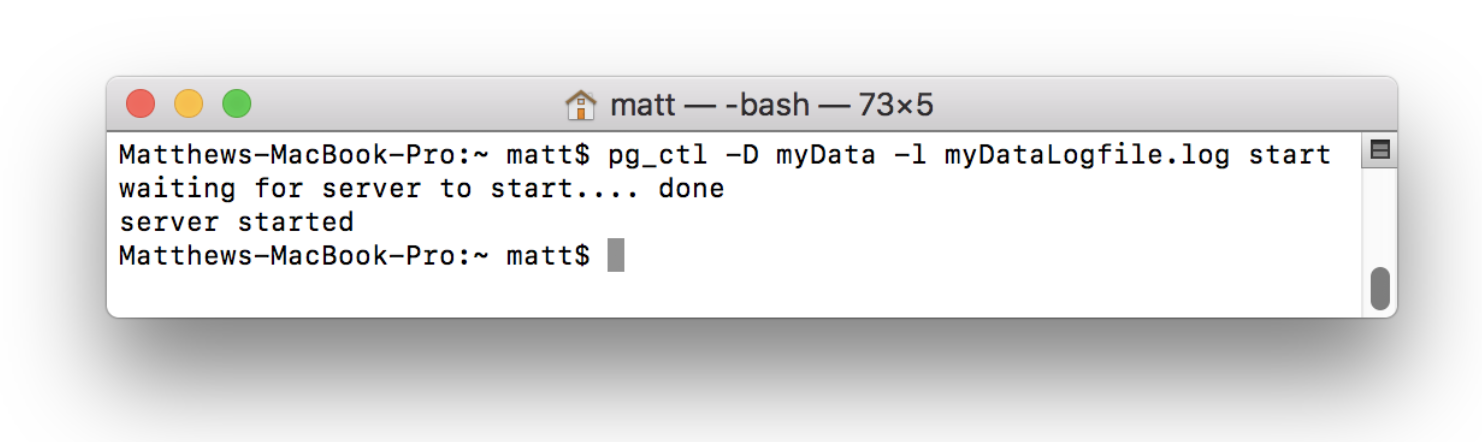 matt — -bash — 73×5
Matthews-MacBook-Pro:~ matt$ pg_ctl -D myData -l myDataLogfile.log start
waiting for server to start.... done
server started
Matthews-MacBook-Pro:~ matt$